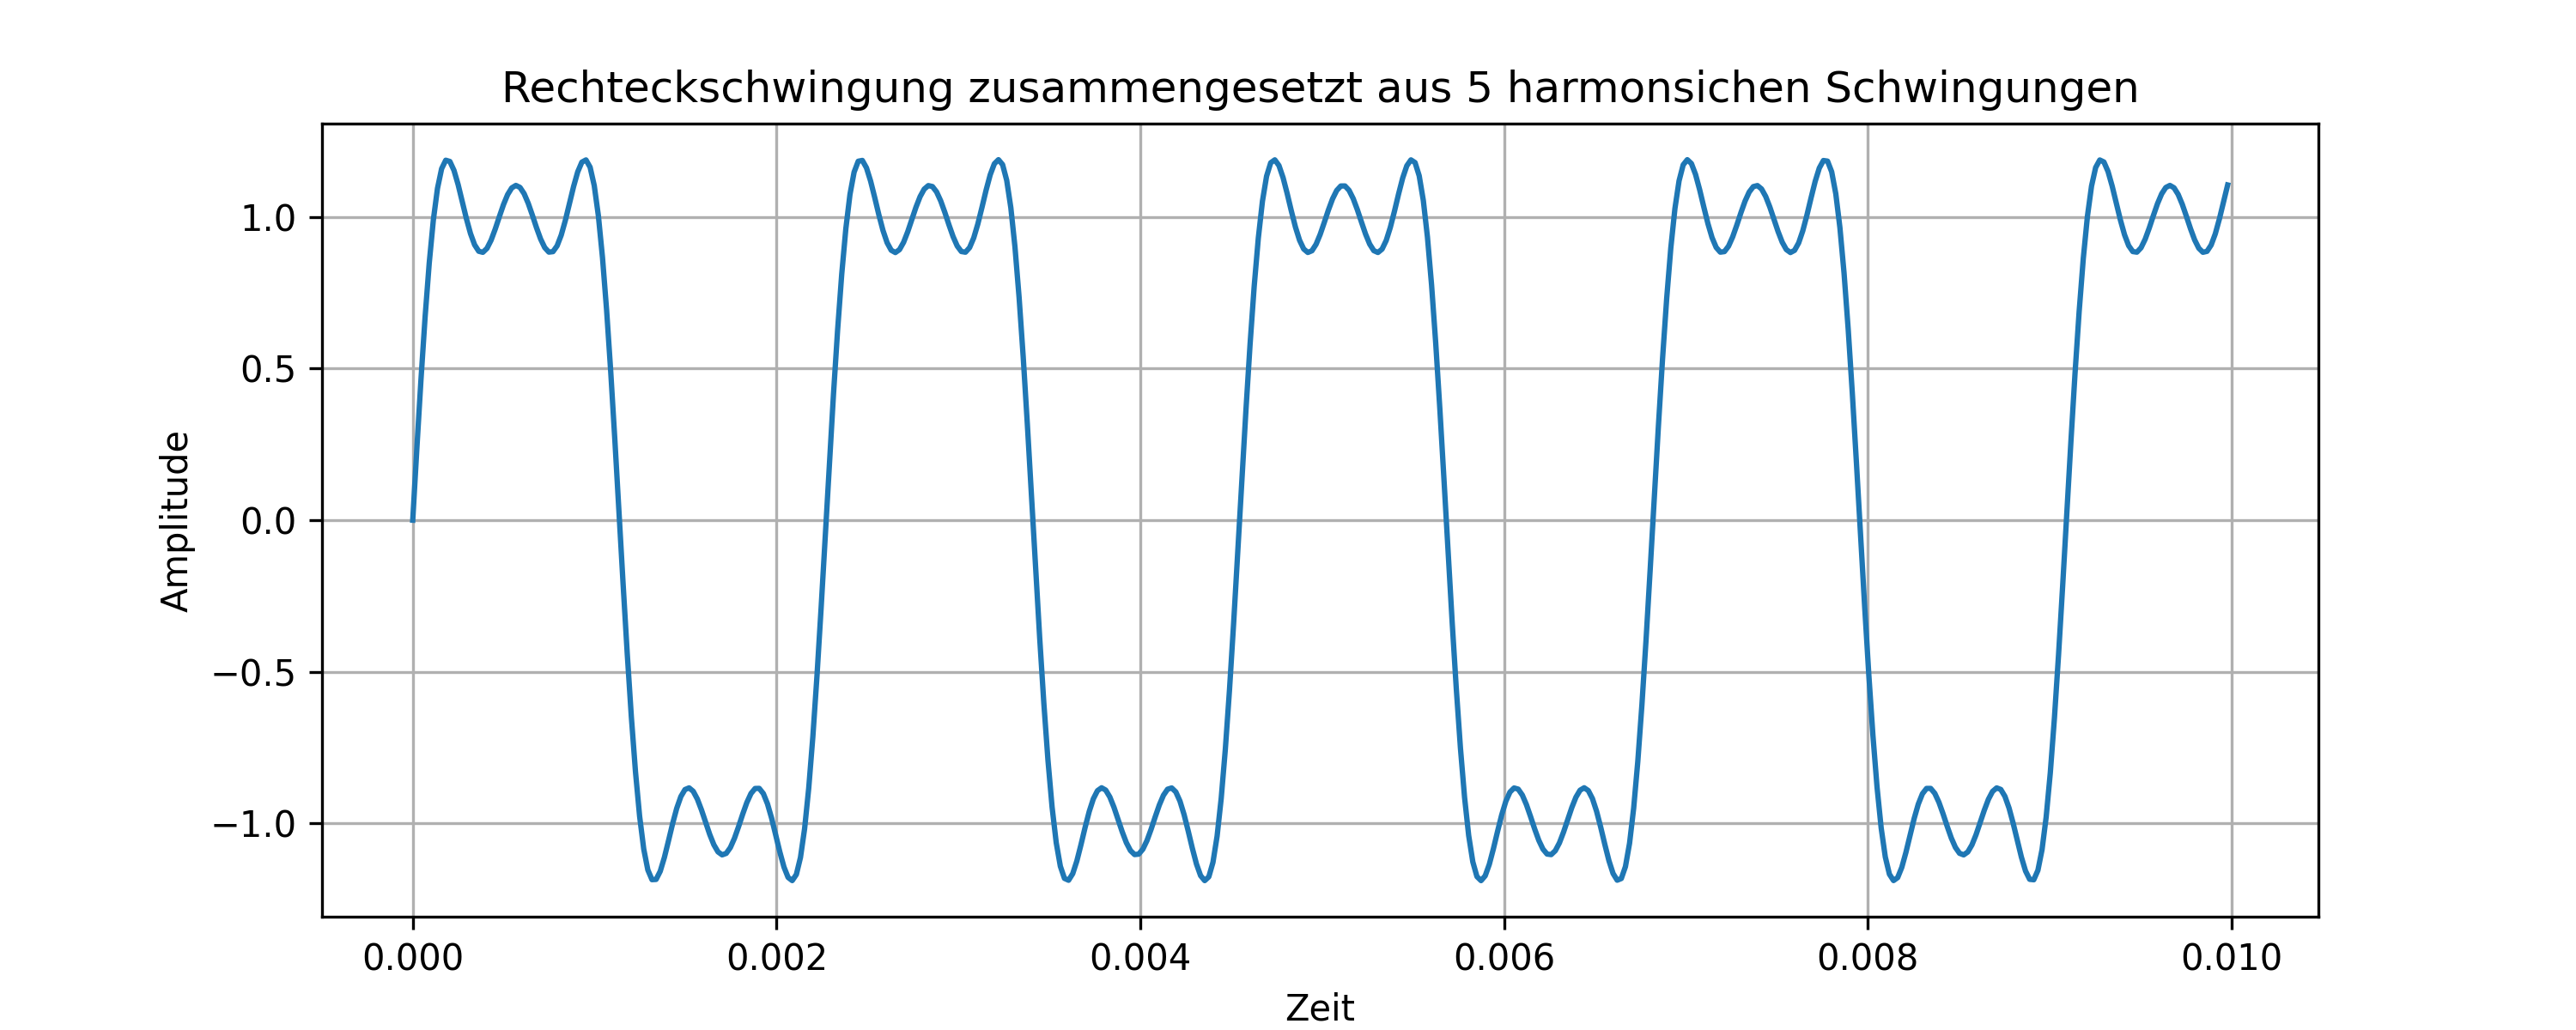 Rechteckschwingung zusammengesetzt aus 5 harmonsichen Schwingungen
Amplitude
1.0
0.5
0.0
−0.5
−1.0
0.000 0.002 0.004 0.006 0.008 0.010
Zeit